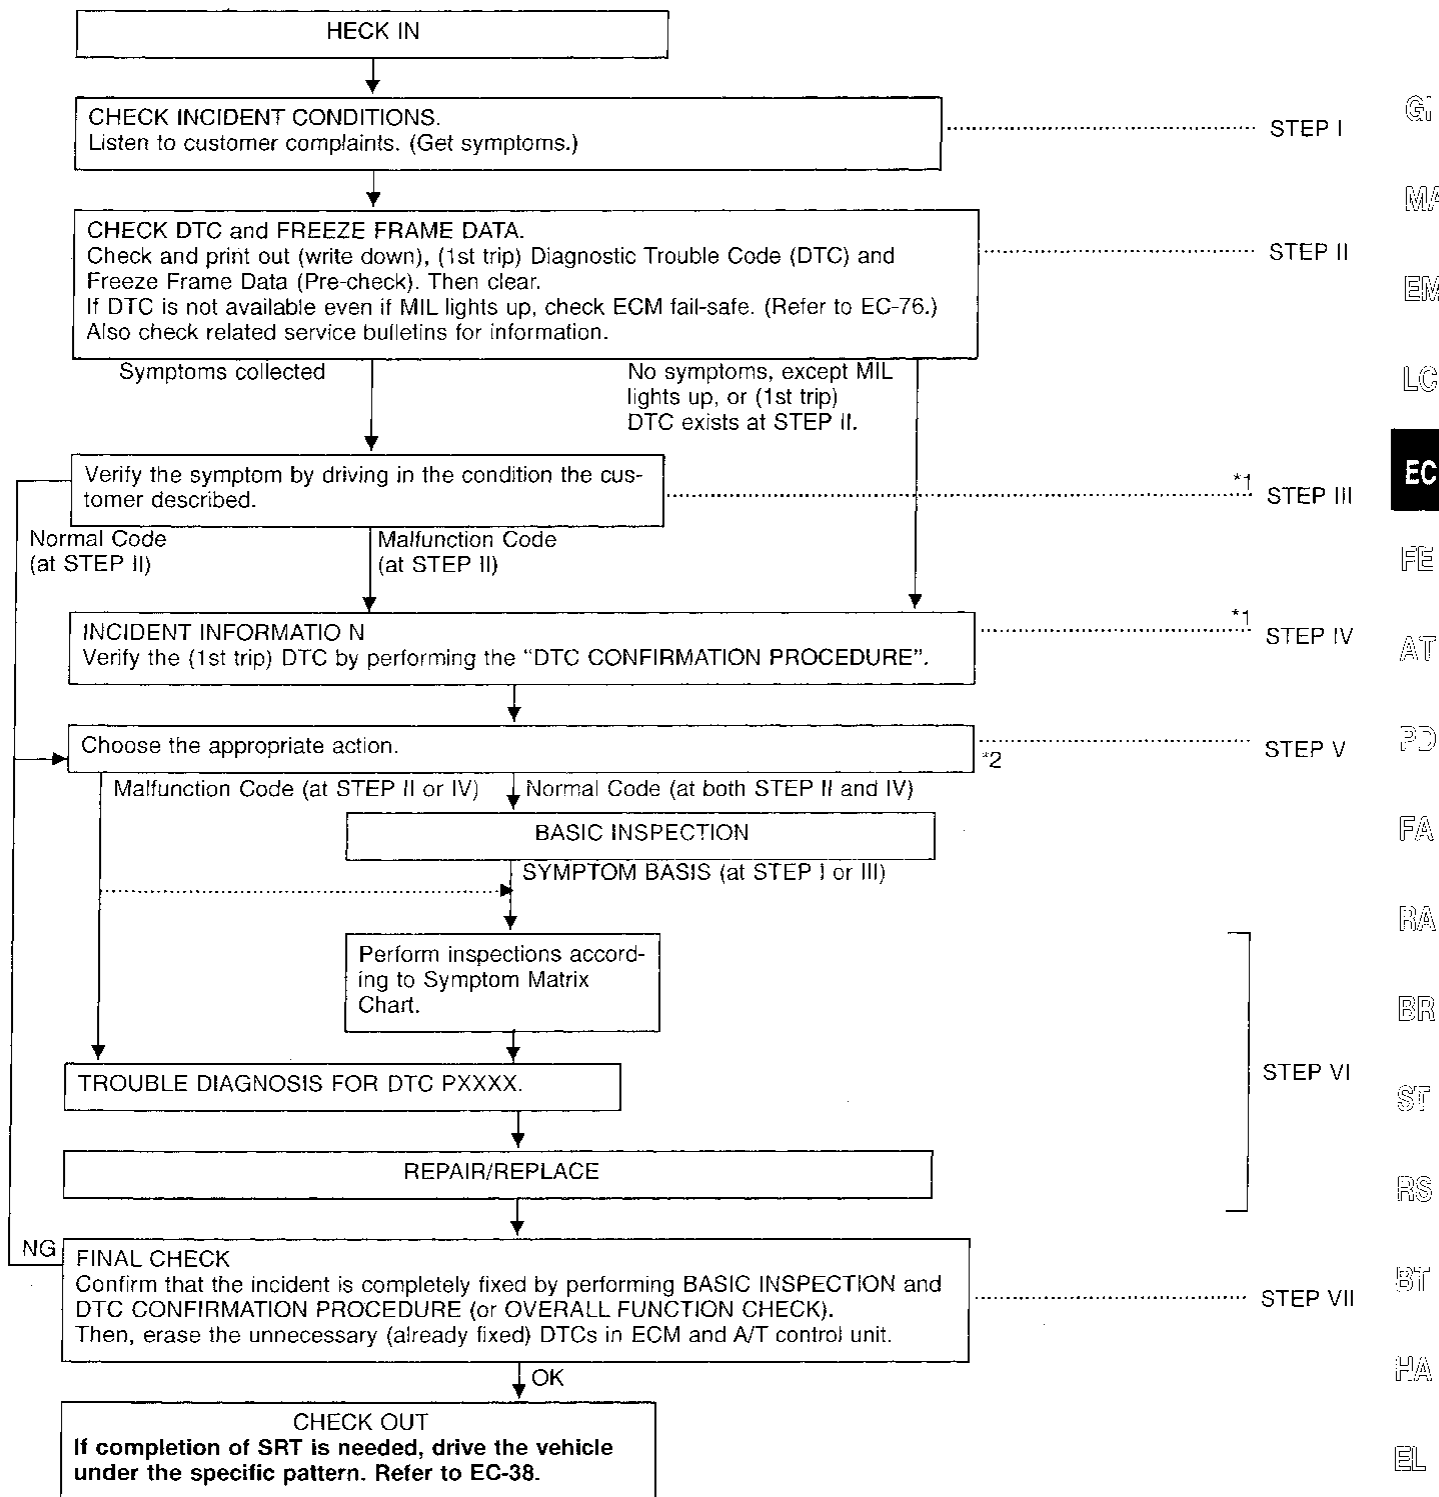 HECK IN
CHECK INCIDENT CONDITIONS.
Listen to customer complaints. (Get symptoms.)
STEP I
CHECK DTC and FREEZE FRAME DATA.
Check and print out (write down), (1st trip) Diagnostic Trouble Code (DTC) and
Freeze Frame Data (Pre-check). Then clear.
If DTC is not available even if MIL lights up, check ECM fail-safe. (Refer to EC-76.)
Also check related service bulletins for information.
STEP II
Symptoms collected
No symptoms, except MIL
lights up, or (1st trip)
DTC exists at STEP II.
Verify the symptom by driving in the condition the cus-
tomer described.
*1
STEP III
Normal Code
(at STEP II)
Malfunction Code
(at STEP II)
INCIDENT INFORMATIO N
Verify the (1st trip) DTC by performing the “DTC CONFIRMATION PROCEDURE”.
*1
STEP IV
Choose the appropriate action.
*2
STEP V
Malfunction Code (at STEP II or IV)
Normal Code (at both STEP II and IV)
BASIC INSPECTION
SYMPTOM BASIS (at STEP I or III)
Perform inspections accord-
ing to Symptom Matrix
Chart.
TROUBLE DIAGNOSIS FOR DTC PXXXX.
REPAIR/REPLACE
STEP VI
NG
FINAL CHECK
Confirm that the incident is completely fixed by performing BASIC INSPECTION and
DTC CONFIRMATION PROCEDURE (or OVERALL FUNCTION CHECK).
Then, erase the unnecessary (already fixed) DTCs in ECM and A/T control unit.
STEP VII
OK
CHECK OUT
If completion of SRT is needed, drive the vehicle
under the specific pattern. Refer to EC-38.
GI
MA
EM
LC
EC
FE
AT
PD
FA
RA
BR
ST
RS
BT
HA
EL